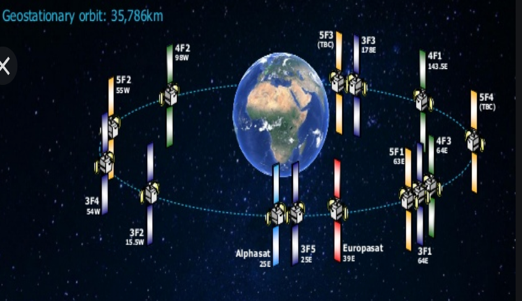 Geostationary orbit: 35,786km
4F2
98W
5F3
(TBC)
3F3
178E
4F1
143.5E
5F2
55W
5F4
(TBC)
5F1
63E
4F3
64E
3F4
54W
3F2
15.5W
Alphasat
25E
3F5
25E
Europasat
39E
3F1
64E